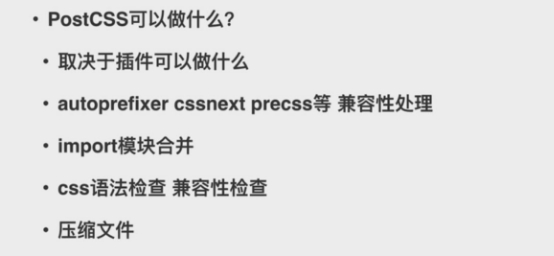 • PostCSS可以做什么?
• 取决于插件可以做什么
• autoprefixer cssnext precss等 兼容性处理
• import模块合并
• css语法检查 兼容性检查
• 压缩文件